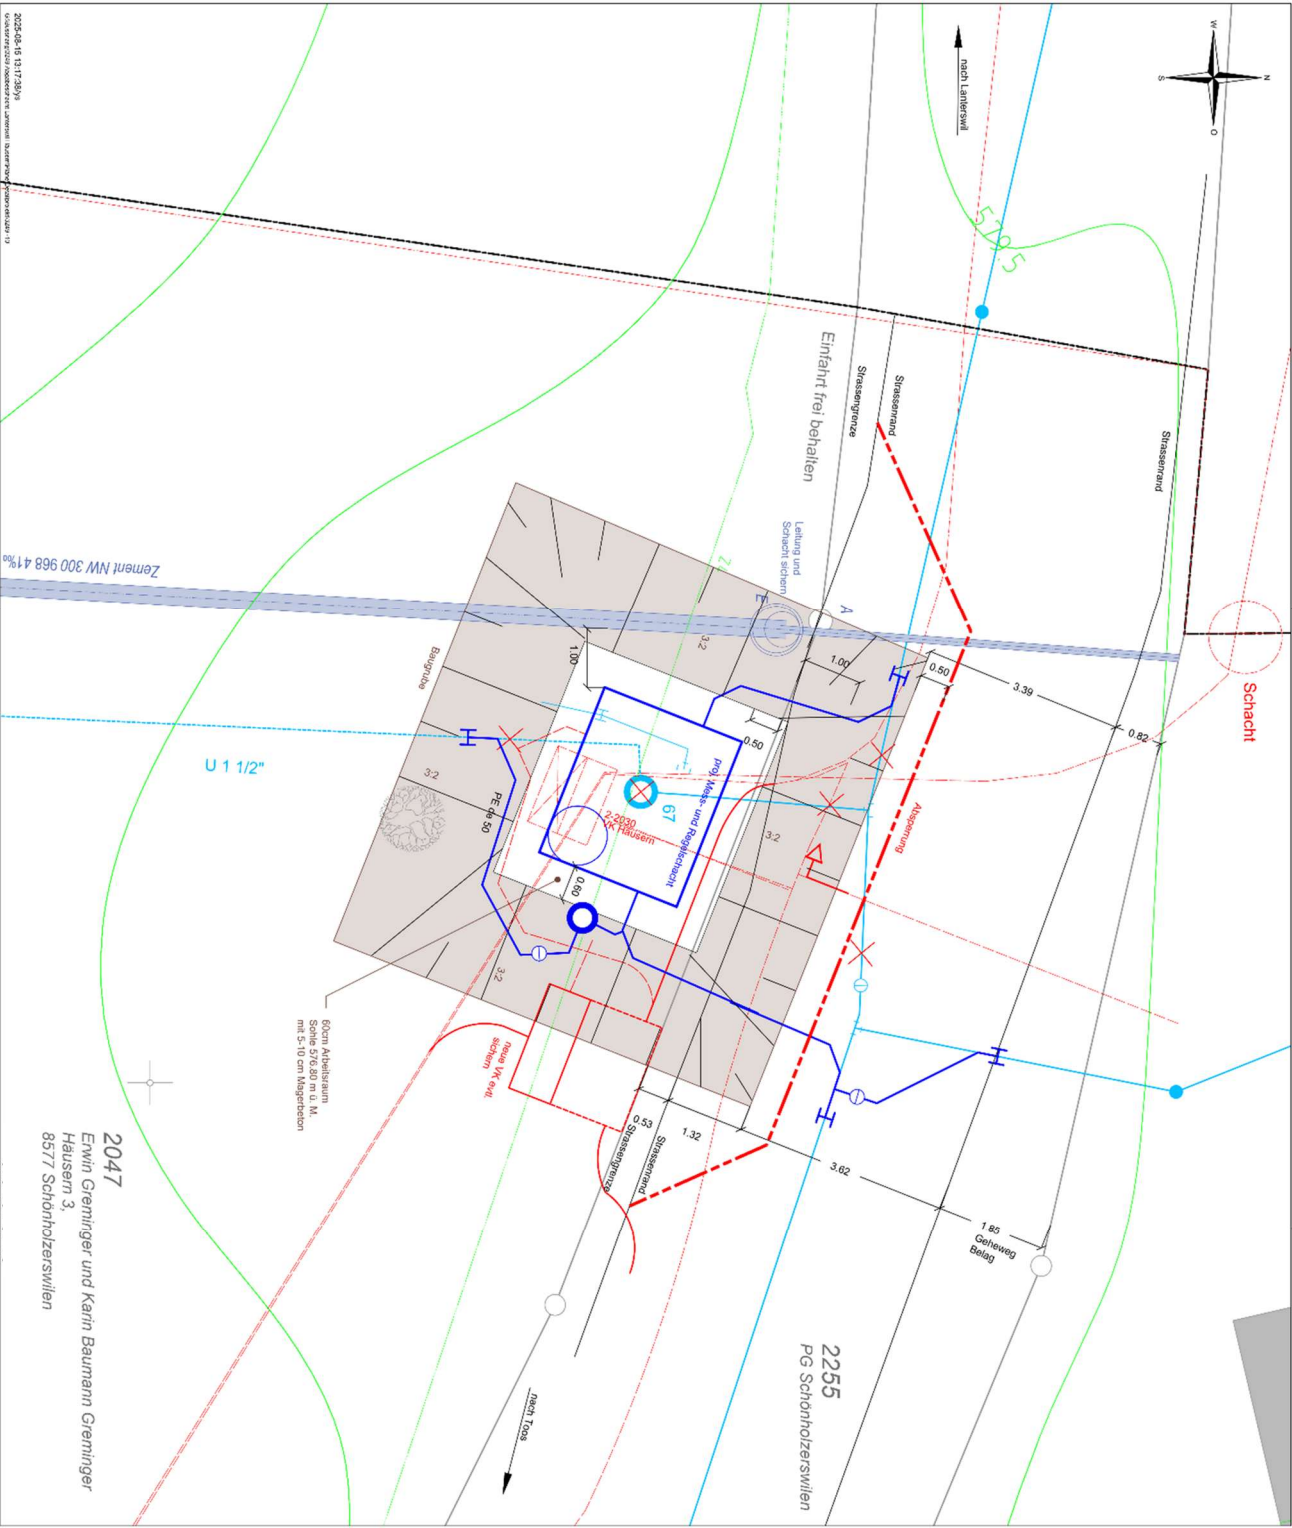 W
N
S
O
nach Lanterswil
579.5
2025-08-15 13:17:38/ys
Schacht
Strassenrand
Strassenrand
Strassengrenze
Einfahrt frei behalten
Leitung und
Schacht sichern
A
E
Zement NW 300 968 41‰
Baugrube
U 1 1/2"
3:2
3:2
3:2
3:2
1.00
1.00
0.50
0.50
3.39
0.82
Absperrung
proj. Mess- und Regelschacht
67
2-2030
VK Häusern
PE de 50
0.60
60cm Arbeitsraum
Sohle 576.80 m ü. M.
mit 5-10 cm Magerbeton
neue VK evtl.
sichern
0.53
1.32
3.62
1.85
Geheweg
Belag
Strassenrand
Strassengrenze
nach Toos
2255
PG Schönholzerswilen
2047
Erwin Greminger und Karin Baumann Greminger
Häusern 3,
8577 Schönholzerswilen